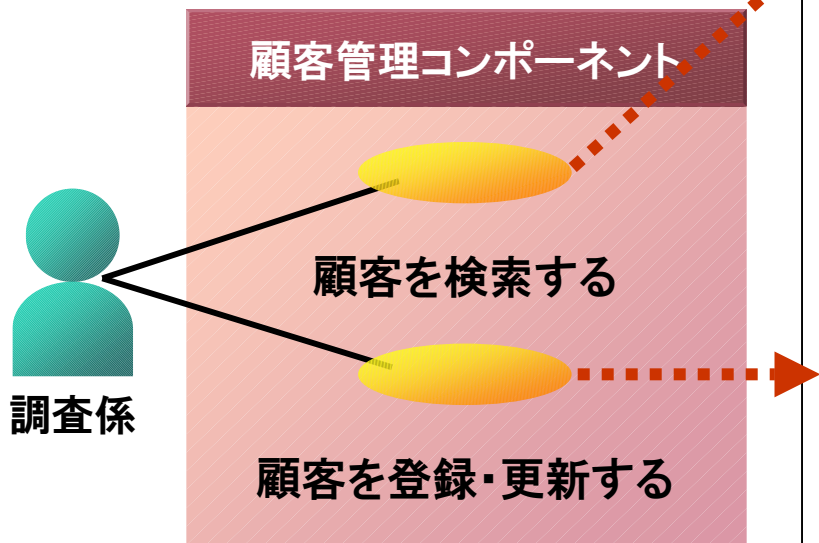 顧客管理コンポーネント
顧客を検索する
調査係
顧客を登録・更新する